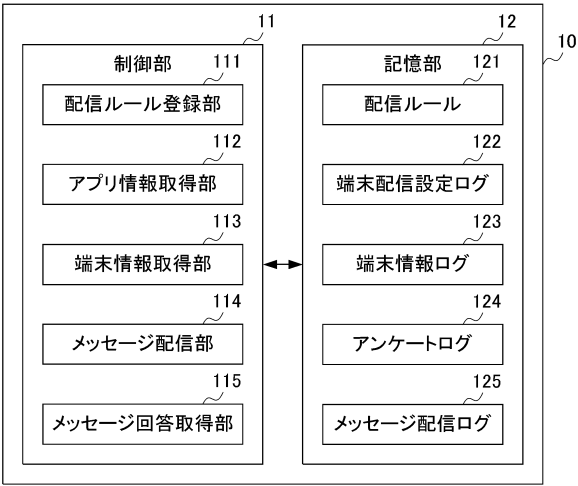 11
12
10
制御部
記憶部
111
配信ルール登録部
121
配信ルール
112
アプリ情報取得部
122
端末配信設定ログ
113
端末情報取得部
123
端末情報ログ
114
メッセージ配信部
124
アンケートログ
115
メッセージ回答取得部
125
メッセージ配信ログ